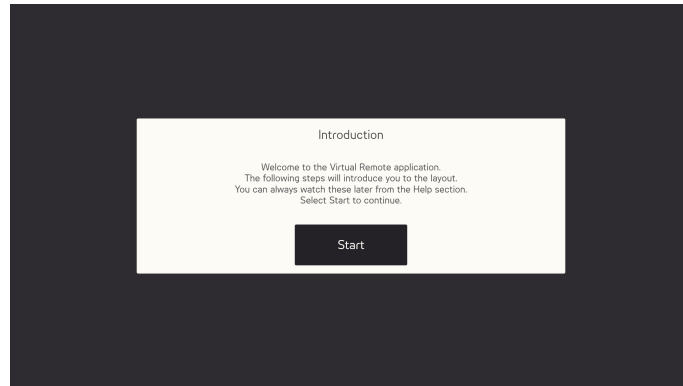 Introduction
Welcome to the Virtual Remote application.
The following steps will introduce you to the layout.
You can always watch these later from the Help section.
Select Start to continue.
Start